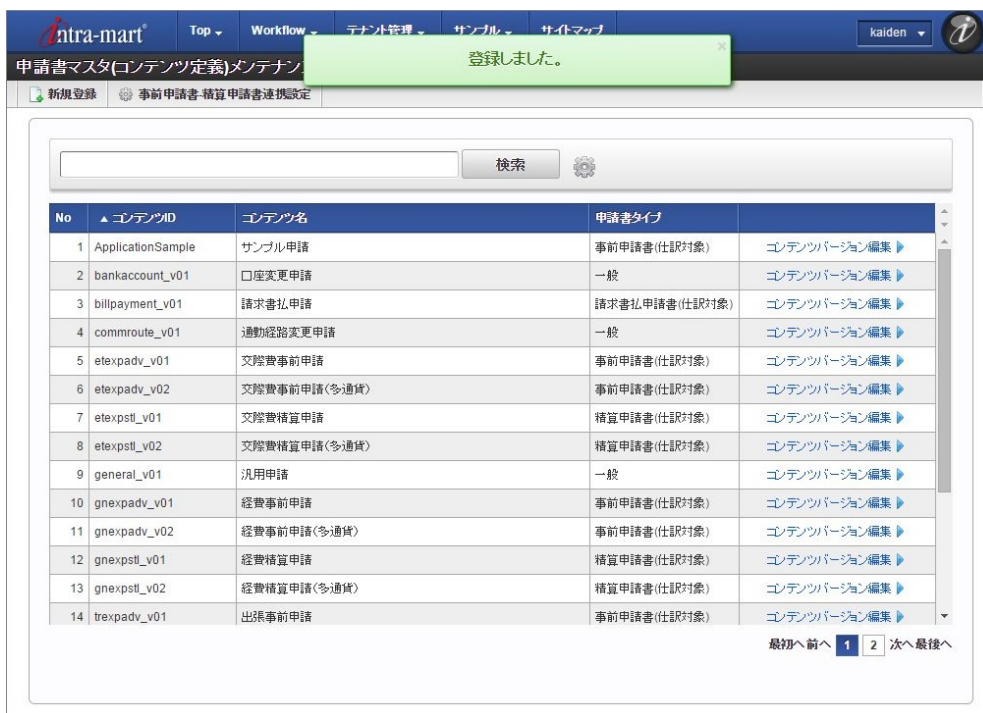 intra-mart Top Workflow テナント管理 サンプル サイトマップ kaiden
登録しました。 ×
申請書マスタ(コンテンツ定義)メンテナン
新規登録 事前申請書-精算申請書連携設定
検索
No ▲ コンテンツID コンテンツ名 申請書タイプ
1 ApplicationSample サンプル申請 事前申請書(仕訳対象) コンテンツバージョン編集
2 bankaccount_v01 口座変更申請 一般 コンテンツバージョン編集
3 billpayment_v01 請求書払申請 請求書払申請書(仕訳対象) コンテンツバージョン編集
4 commroute_v01 通勤経路変更申請 一般 コンテンツバージョン編集
5 etexpadv_v01 交際費事前申請 事前申請書(仕訳対象) コンテンツバージョン編集
6 etexpadv_v02 交際費事前申請(多通貨) 事前申請書(仕訳対象) コンテンツバージョン編集
7 etexpstl_v01 交際費精算申請 精算申請書(仕訳対象) コンテンツバージョン編集
8 etexpstl_v02 交際費精算申請(多通貨) 精算申請書(仕訳対象) コンテンツバージョン編集
9 general_v01 汎用申請 一般 コンテンツバージョン編集
10 gnexpadv_v01 経費事前申請 事前申請書(仕訳対象) コンテンツバージョン編集
11 gnexpadv_v02 経費事前申請(多通貨) 事前申請書(仕訳対象) コンテンツバージョン編集
12 gnexpstl_v01 経費精算申請 精算申請書(仕訳対象) コンテンツバージョン編集
13 gnexpstl_v02 経費精算申請(多通貨) 精算申請書(仕訳対象) コンテンツバージョン編集
14 trexpadv_v01 出張事前申請 事前申請書(仕訳対象) コンテンツバージョン編集
最初へ 前へ 1 2 次へ 最後へ